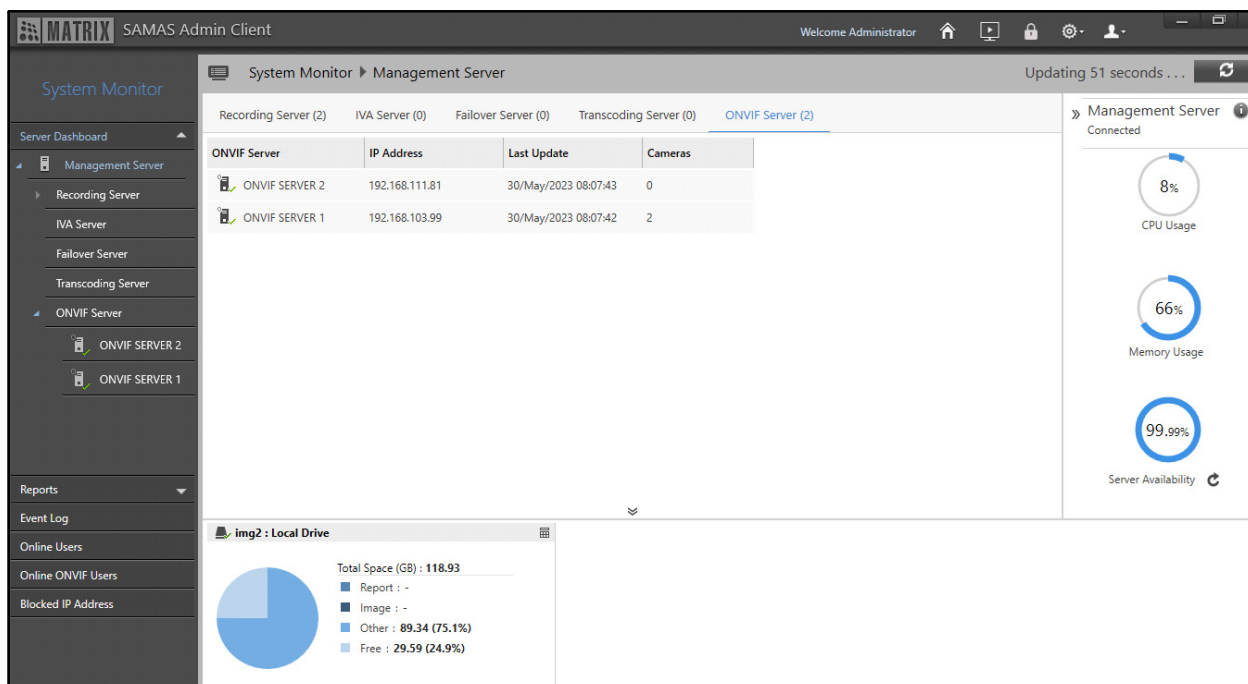 MATRIX SAMAS Admin Client
Welcome Administrator
System Monitor
System Monitor Management Server
Updating 51 seconds . . .
Server Dashboard
Management Server
Recording Server
IVA Server
Failover Server
Transcoding Server
ONVIF Server
ONVIF SERVER 2
ONVIF SERVER 1
Reports
Event Log
Online Users
Online ONVIF Users
Blocked IP Address
Recording Server (2) IVA Server (0) Failover Server (0) Transcoding Server (0) ONVIF Server (2)
ONVIF Server IP Address Last Update Cameras
ONVIF SERVER 2 192.168.111.81 30/May/2023 08:07:43 0
ONVIF SERVER 1 192.168.103.99 30/May/2023 08:07:42 2
Management Server
Connected
8%
CPU Usage
66%
Memory Usage
99.99%
Server Availability
img2 : Local Drive
Total Space (GB) : 118.93
Report : -
Image : -
Other : 89.34 (75.1%)
Free : 29.59 (24.9%)